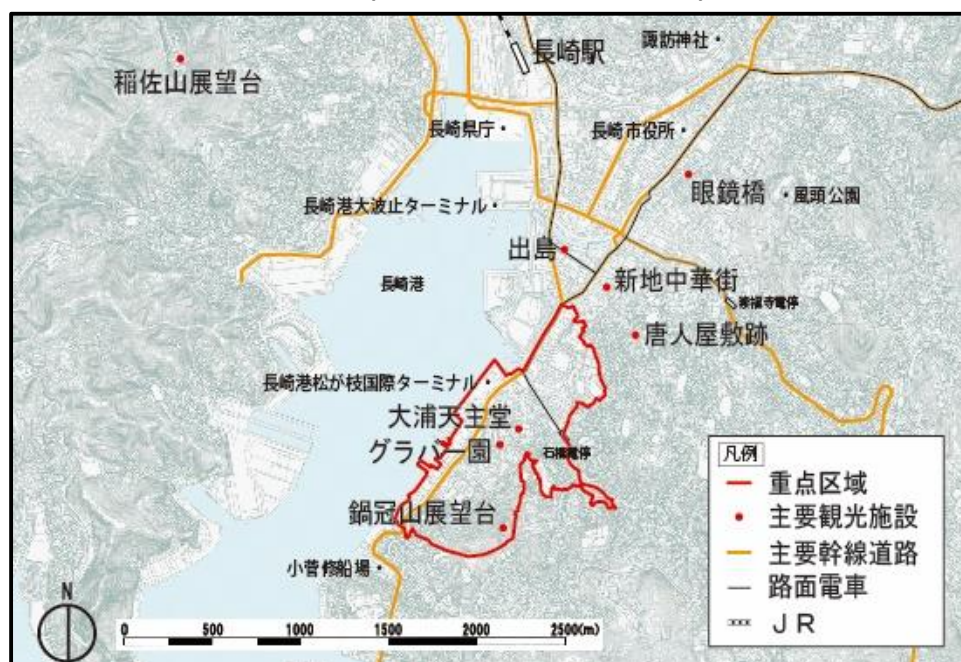 長崎駅
諏訪神社
稲佐山展望台
長崎県庁
長崎市役所
眼鏡橋
風頭公園
長崎港大波止ターミナル
出島
長崎港
新地中華街
崇福寺電停
唐人屋敷跡
長崎港松が枝国際ターミナル
大浦天主堂
グラバー園
石橋電停
鍋冠山展望台
小菅修船場
凡例
重点区域
主要観光施設
主要幹線道路
路面電車
ＪＲ
N
0 500 1000 1500 2000 2500(m)